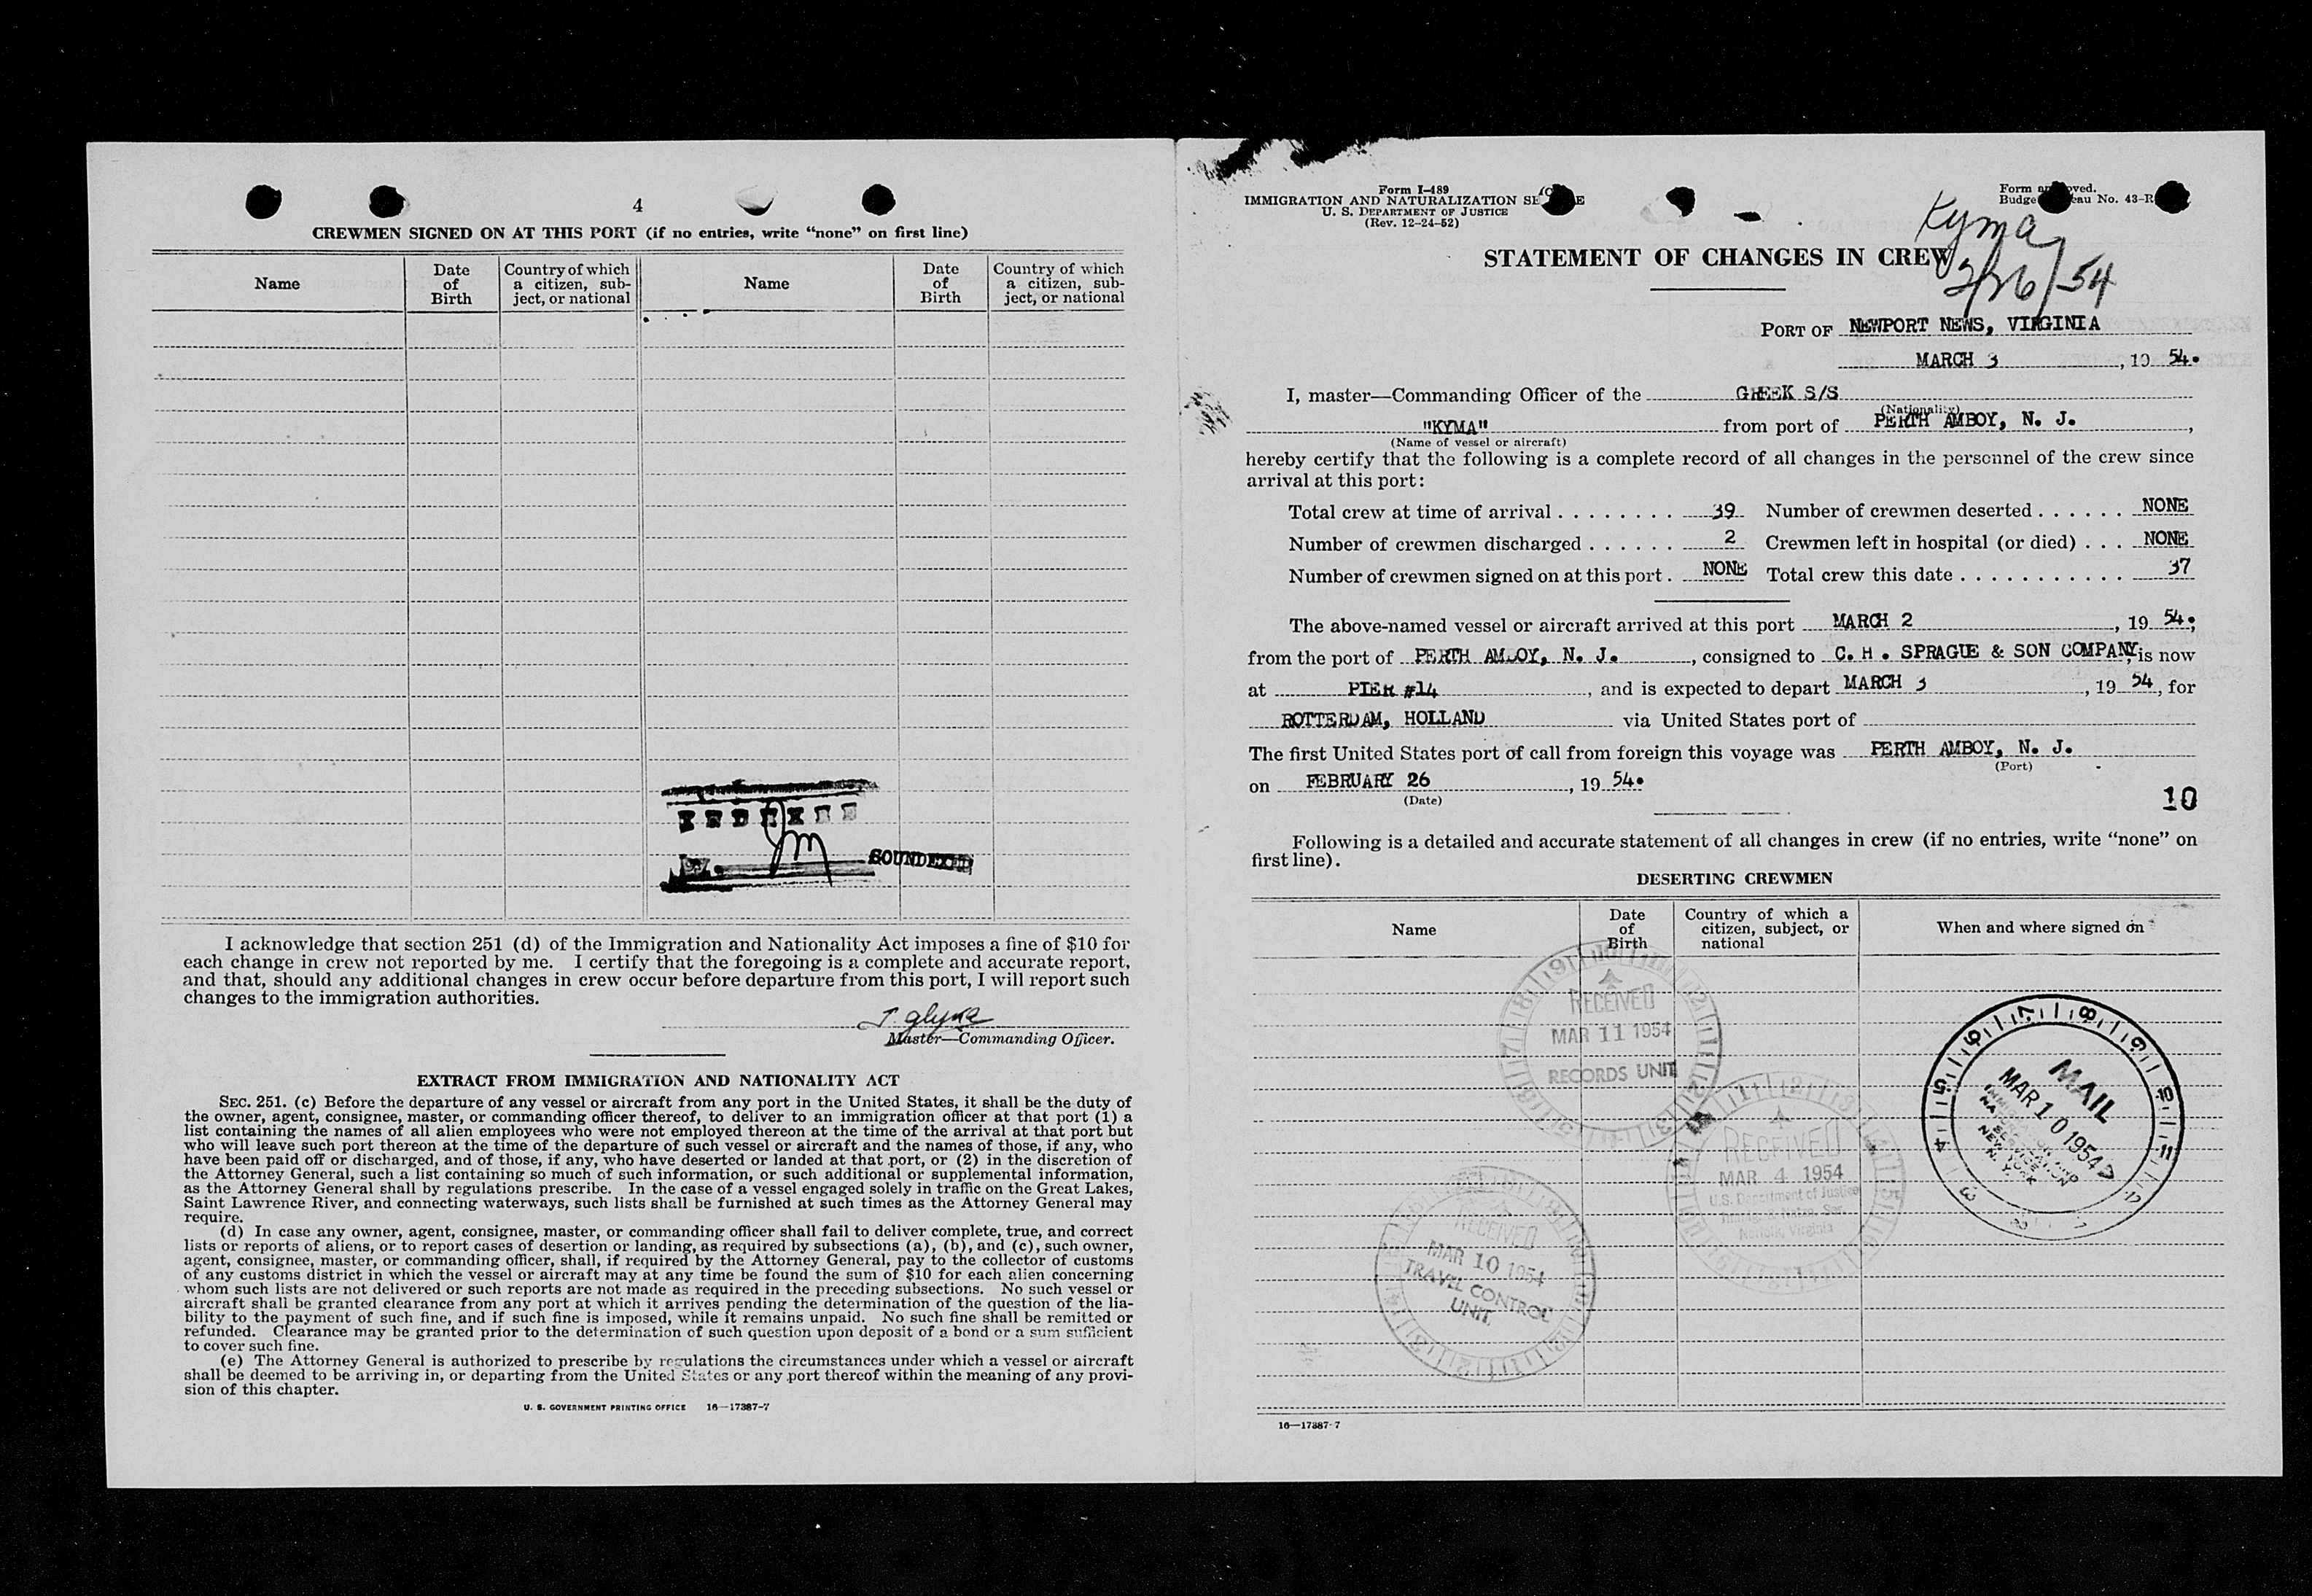 4
CREWMEN SIGNED ON AT THIS PORT (if no entries, write “none” on first line)
Name
Date of Birth
Country of which a citizen, sub-ject, or national
Name
Date of Birth
Country of which a citizen, sub-ject, or national
SOUNDEXED
I acknowledge that section 251 (d) of the Immigration and Nationality Act imposes a fine of $10 for
each change in crew not reported by me. I certify that the foregoing is a complete and accurate report,
and that, should any additional changes in crew occur before departure from this port, I will report such
changes to the immigration authorities.
Master—Commanding Officer.
EXTRACT FROM IMMIGRATION AND NATIONALITY ACT
SEC. 251. (c) Before the departure of any vessel or aircraft from any port in the United States, it shall be the duty of
the owner, agent, consignee, master, or commanding officer thereof, to deliver to an immigration officer at that port (1) a
list containing the names of all alien employees who were not employed thereon at the time of the arrival at that port but
who will leave such port thereon at the time of the departure of such vessel or aircraft and the names of those, if any, who
have been paid off or discharged, and of those, if any, who have deserted or landed at that port, or (2) in the discretion of
the Attorney General, such a list containing so much of such information, or such additional or supplemental information,
as the Attorney General shall by regulations prescribe. In the case of a vessel engaged solely in traffic on the Great Lakes,
Saint Lawrence River, and connecting waterways, such lists shall be furnished at such times as the Attorney General may
require.
(d) In case any owner, agent, consignee, master, or commanding officer shall fail to deliver complete, true, and correct
lists or reports of aliens, or to report cases of desertion or landing, as required by subsections (a), (b), and (c), such owner,
agent, consignee, master, or commanding officer, shall, if required by the Attorney General, pay to the collector of customs
of any customs district in which the vessel or aircraft may at any time be found the sum of $10 for each alien concerning
whom such lists are not delivered or such reports are not made as required in the preceding subsections. No such vessel or
aircraft shall be granted clearance from any port at which it arrives pending the determination of the question of the lia-
bility to the payment of such fine, and if such fine is imposed, while it remains unpaid. No such fine shall be remitted or
refunded. Clearance may be granted prior to the determination of such question upon deposit of a bond or a sum sufficient
to cover such fine.
(e) The Attorney General is authorized to prescribe by regulations the circumstances under which a vessel or aircraft
shall be deemed to be arriving in, or departing from the United States or any port thereof within the meaning of any provi-
sion of this chapter.
U. S. GOVERNMENT PRINTING OFFICE 16—17387-7
Form I-489
IMMIGRATION AND NATURALIZATION
U. S. DEPARTMENT OF JUSTICE
(Rev. 12-24-52)
Form
No. 43-R
Kyma
2/26/54
STATEMENT OF CHANGES IN CREW
PORT OF NEWPORT NEWS, VIRGINIA
MARCH 3, 19 54.
I, master—Commanding Officer of the GREEK S/S
(Nationality)
"KYMA" from port of PERTH AMBOY, N. J.,
(Name of vessel or aircraft)
hereby certify that the following is a complete record of all changes in the personnel of the crew since
arrival at this port:
Total crew at time of arrival . . . . . . . . 39 Number of crewmen deserted . . . . . . NONE
Number of crewmen discharged . . . . . . 2 Crewmen left in hospital (or died) . . . NONE
Number of crewmen signed on at this port . NONE Total crew this date . . . . . . . . . . . 37
The above-named vessel or aircraft arrived at this port MARCH 2, 19 54,
from the port of PERTH AMBOY, N. J., consigned to C. H. SPRAGUE & SON COMPANY, is now
at PIER #14, and is expected to depart MARCH 3, 19 54, for
ROTTERDAM, HOLLAND via United States port of
The first United States port of call from foreign this voyage was PERTH AMBOY, N. J.
(Port)
on FEBRUARY 26, 19 54.
(Date)
10
Following is a detailed and accurate statement of all changes in crew (if no entries, write “none” on
first line).
DESERTING CREWMEN
Name
Date of Birth
Country of which a citizen, subject, or national
When and where signed on
RECEIVED
MAR 11 1954
RECORDS UNIT
RECEIVED
MAR 4 1954
U.S. Department of Justice
Norfolk, Virginia
RECEIVED
MAR 10 1954
TRAVEL CONTROL
UNIT
MAIL
MAR 10 1954
NEW YORK
N. Y.
16—17387-7